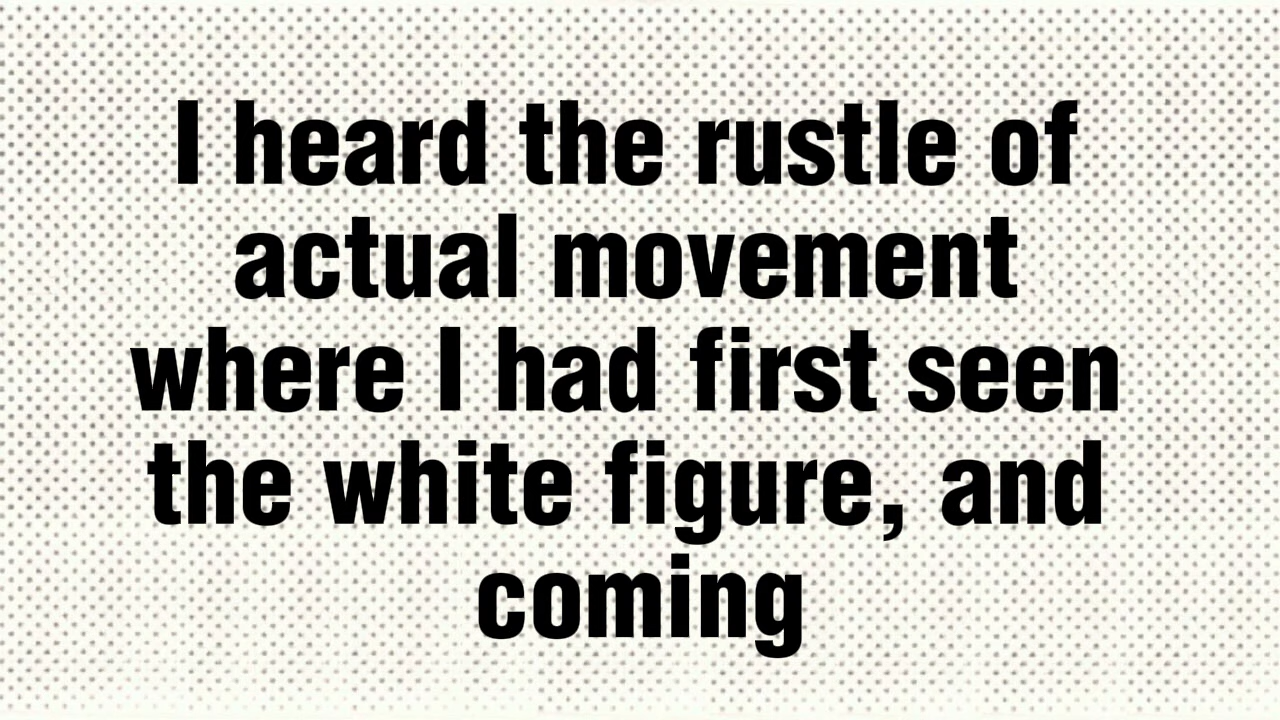 I heard the rustle of
actual movement
where I had first seen
the white figure, and
coming